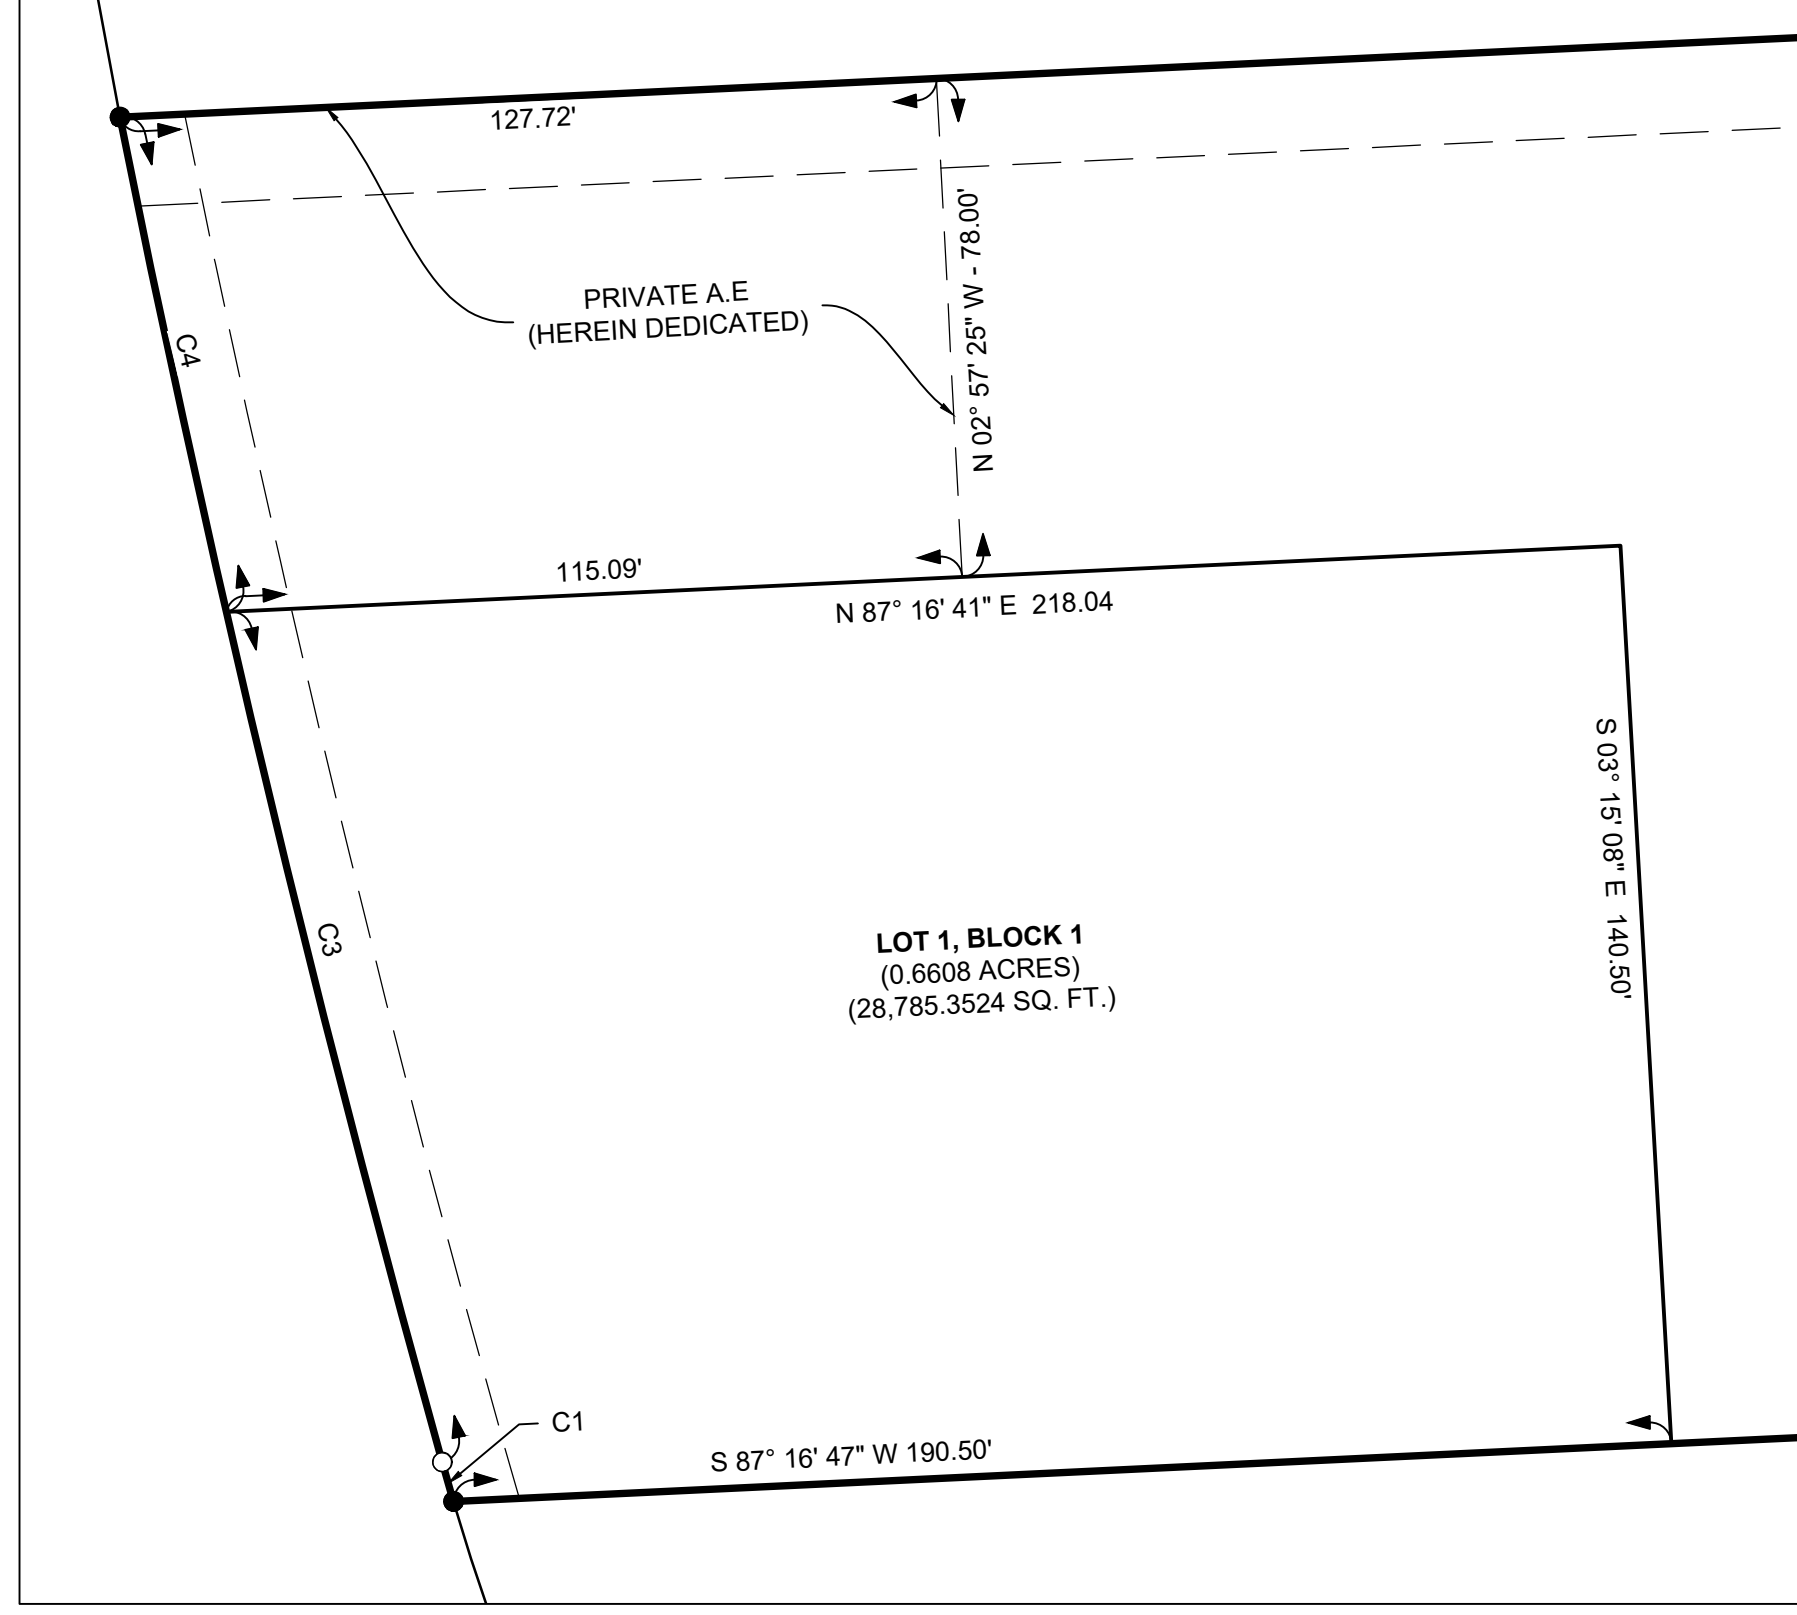 127.72'
N 02° 57' 25" W - 78.00'
PRIVATE A.E
(HEREIN DEDICATED)
C4
115.09'
N 87° 16' 41" E 218.04
S 03° 15' 08" E 140.50'
C3
LOT 1, BLOCK 1
(0.6608 ACRES)
(28,785.3524 SQ. FT.)
C1
S 87° 16' 47" W 190.50'